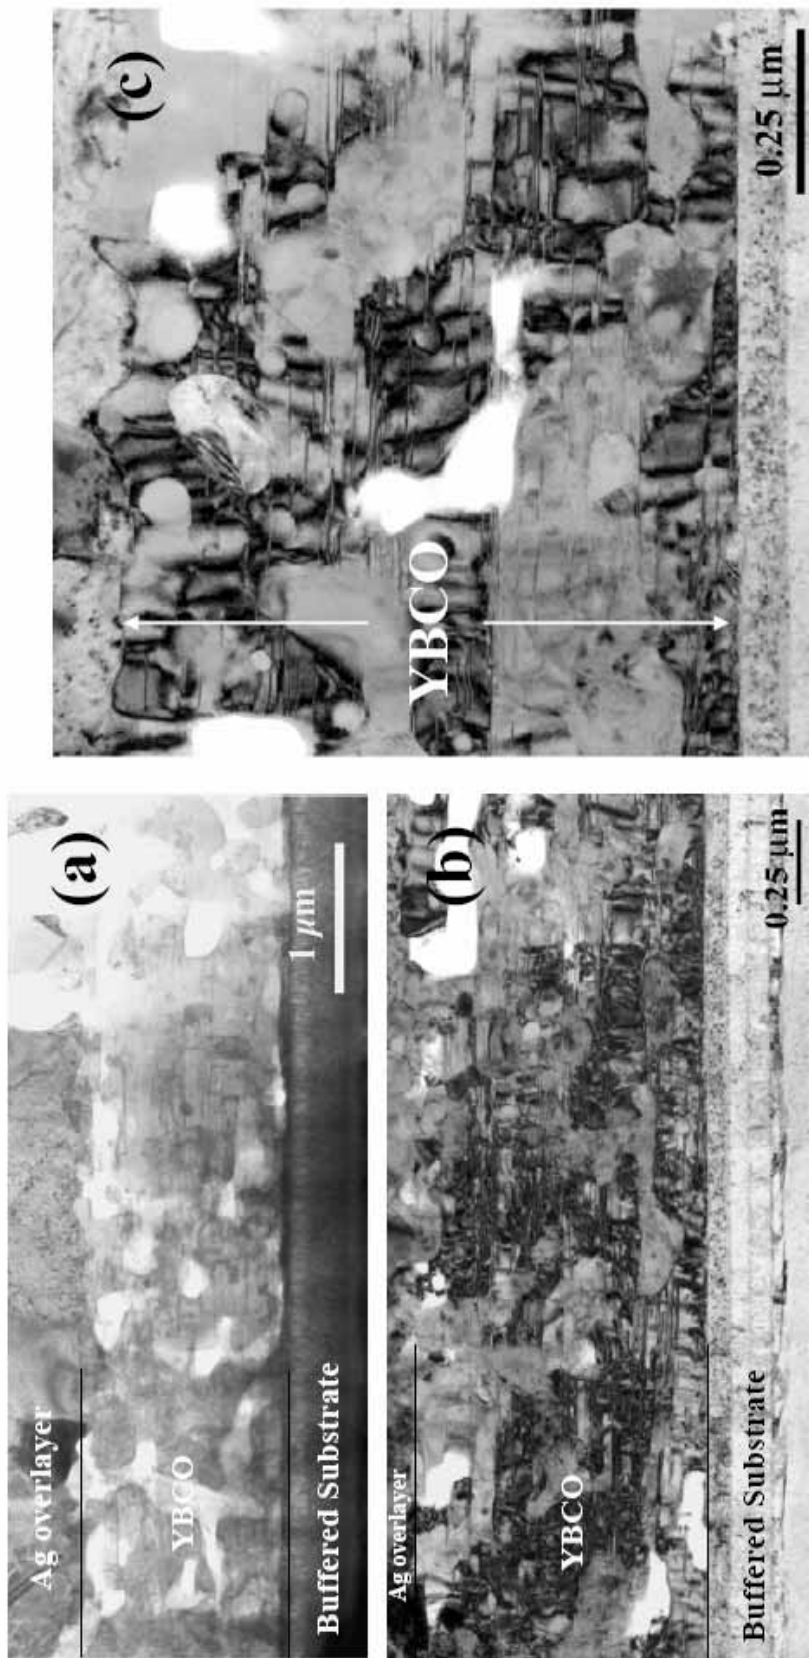 (a)
Ag overlayer
YBCO
Buffered Substrate
1 μm
(b)
Ag overlayer
YBCO
Buffered Substrate
0.25 μm
(c)
YBCO
0.25 μm